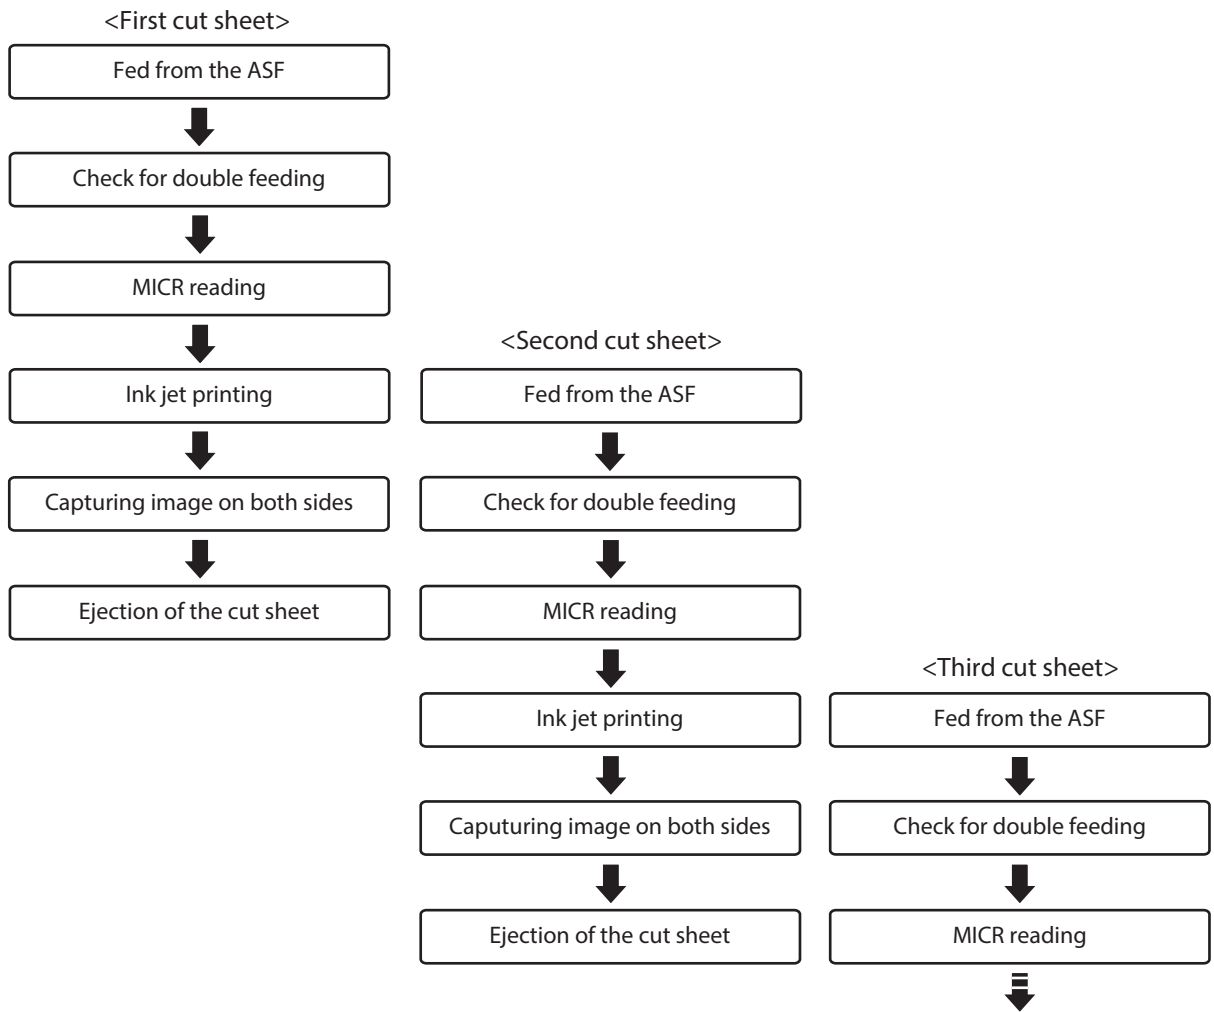 <First cut sheet>
Fed from the ASF
Check for double feeding
MICR reading
Ink jet printing
Capturing image on both sides
Ejection of the cut sheet
<Second cut sheet>
Fed from the ASF
Check for double feeding
MICR reading
Ink jet printing
Caputuring image on both sides
Ejection of the cut sheet
<Third cut sheet>
Fed from the ASF
Check for double feeding
MICR reading